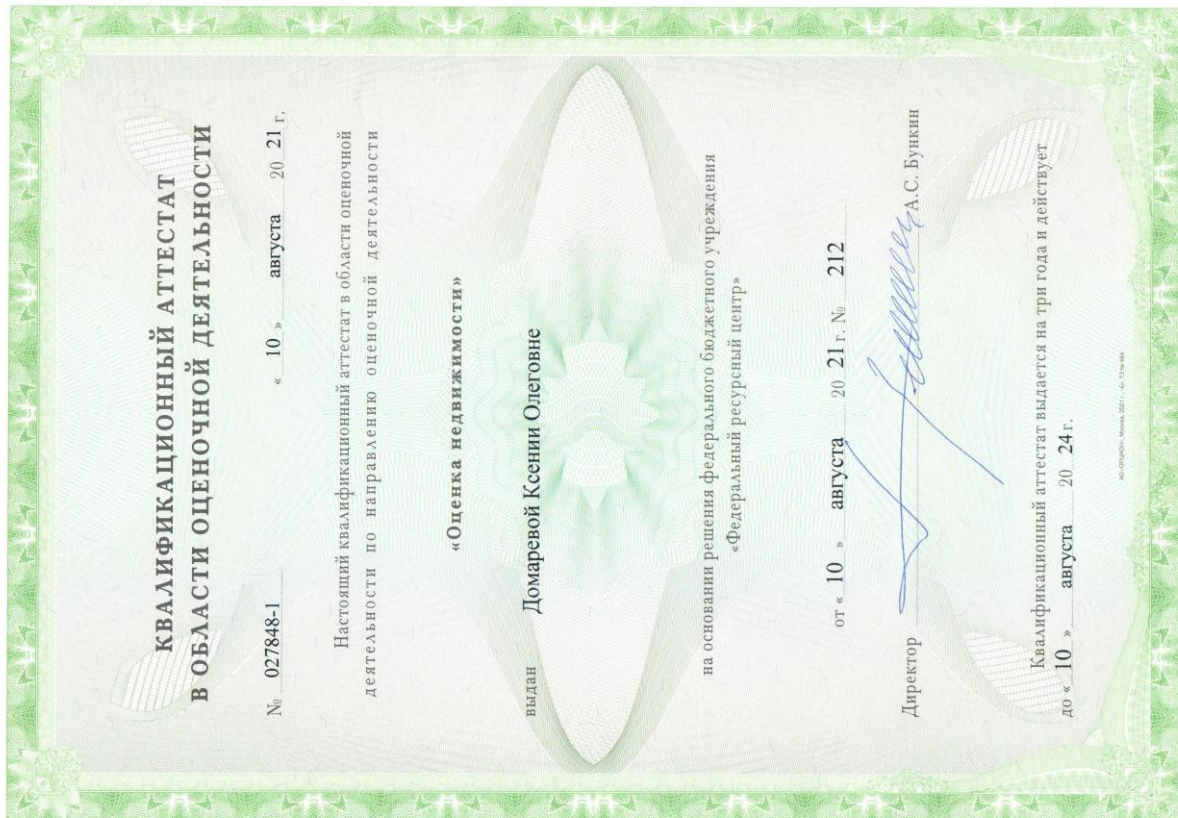 КВАЛИФИКАЦИОННЫЙ АТТЕСТАТ
В ОБЛАСТИ ОЦЕНОЧНОЙ ДЕЯТЕЛЬНОСТИ
№ 027848-1 « 10 » августа 20 21 г.
Настоящий квалификационный аттестат в области оценочной
деятельности по направлению оценочной деятельности
«Оценка недвижимости»
выдан Домаревой Ксении Олеговне
на основании решения федерального бюджетного учреждения
«Федеральный ресурсный центр»
от « 10 » августа 20 21 г. № 212
Директор А.С. Бункин
Квалификационный аттестат выдается на три года и действует
до « 10 » августа 20 24 г.